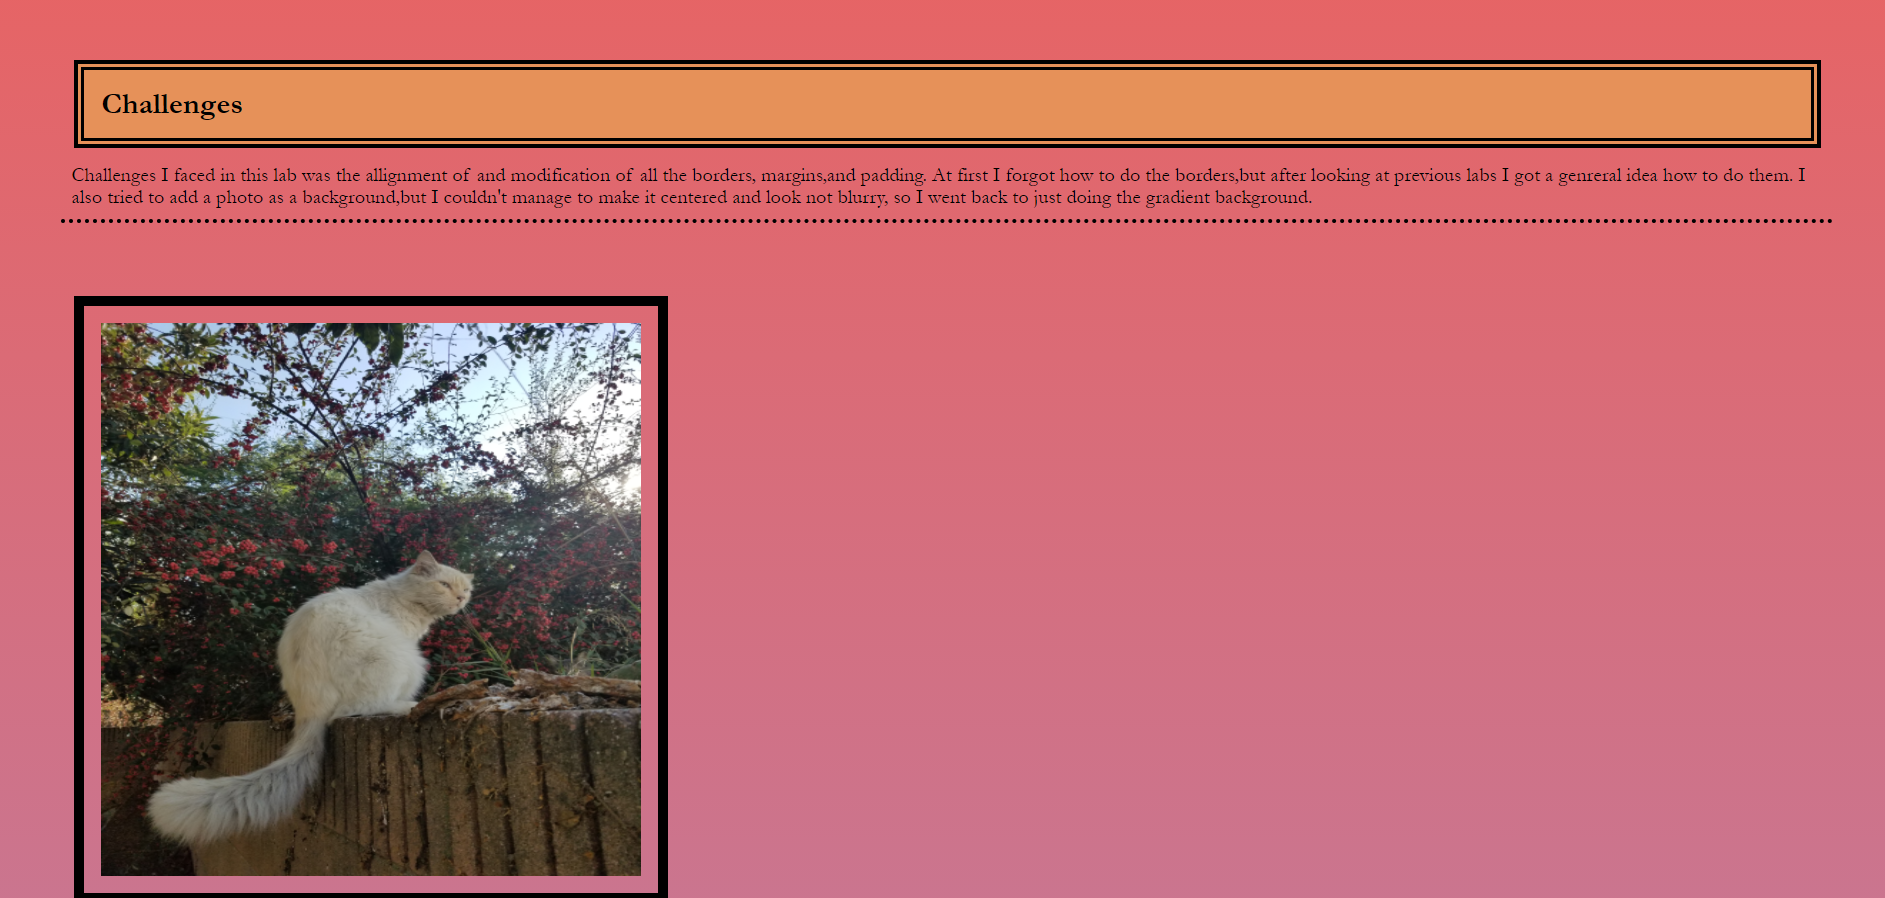 Challenges
Challenges I faced in this lab was the allignment of and modification of all the borders, margins,and padding. At first I forgot how to do the borders,but after looking at previous labs I got a genreral idea how to do them. I
also tried to add a photo as a background,but I couldn't manage to make it centered and look not blurry, so I went back to just doing the gradient background.